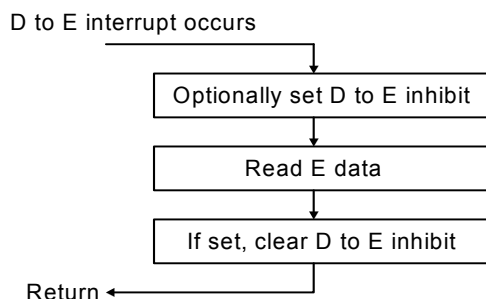 D to E interrupt occurs
Optionally set D to E inhibit
Read E data
If set, clear D to E inhibit
Return